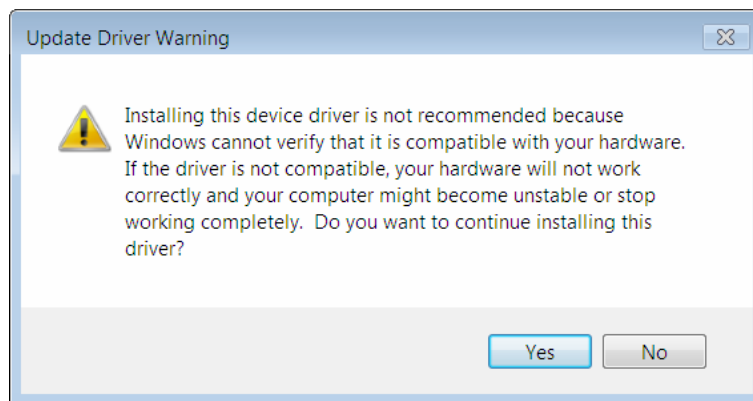 Update Driver Warning
Installing this device driver is not recommended because
Windows cannot verify that it is compatible with your hardware.
If the driver is not compatible, your hardware will not work
correctly and your computer might become unstable or stop
working completely.  Do you want to continue installing this
driver?
Yes No